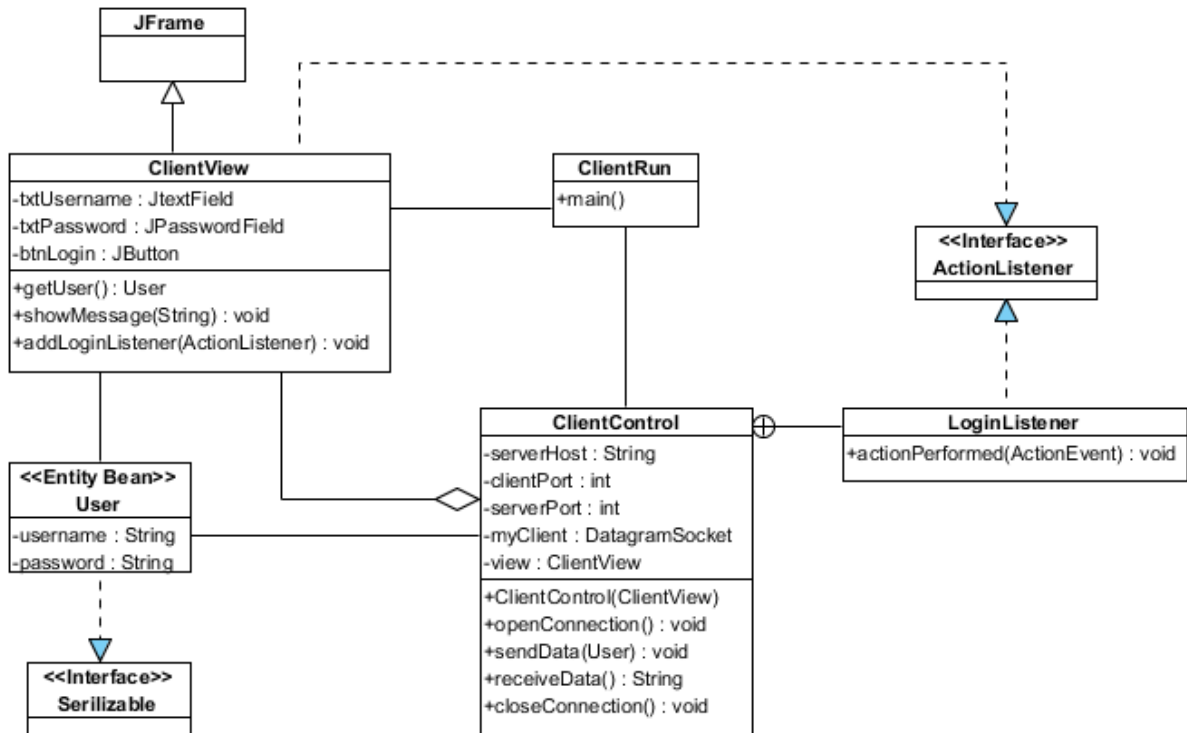 JFrame
ClientView
-txtUsername : JtextField
-txtPassword : JPasswordField
-btnLogin : JButton
+getUser() : User
+showMessage(String) : void
+addLoginListener(ActionListener) : void
ClientRun
+main()
<<Interface>>
ActionListener
ClientControl
-serverHost : String
-clientPort : int
-serverPort : int
-myClient : DatagramSocket
-view : ClientView
+ClientControl(ClientView)
+openConnection() : void
+sendData(User) : void
+receiveData() : String
+closeConnection() : void
LoginListener
+actionPerformed(ActionEvent) : void
<<Entity Bean>>
User
-username : String
-password : String
<<Interface>>
Serilizable